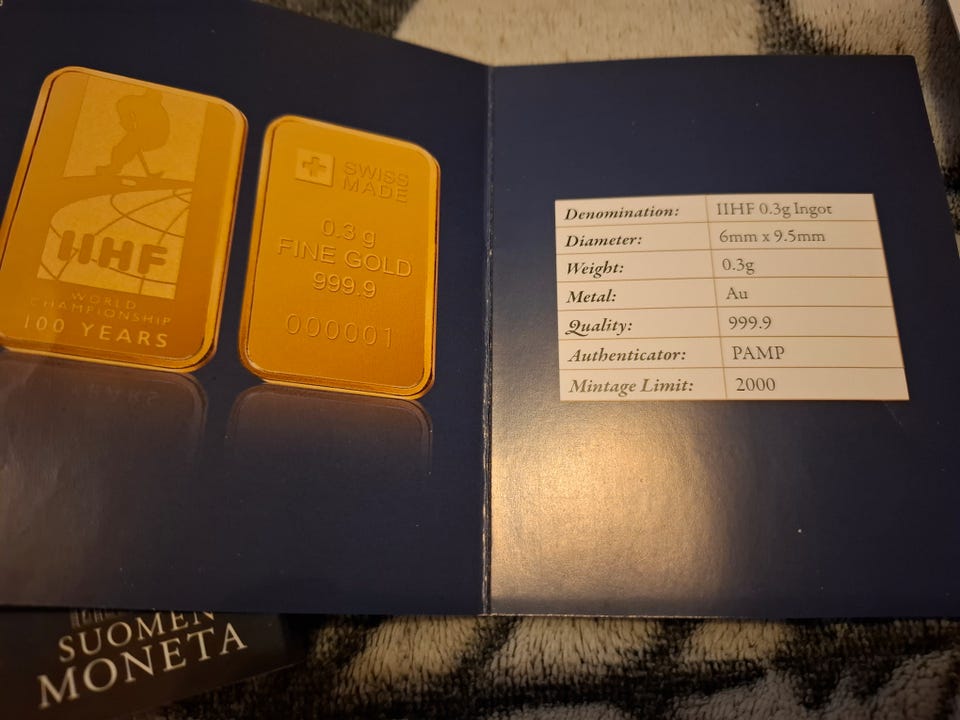 IIHF
WORLD
CHAMPIONSHIP
100 YEARS
SWISS
MADE
0.3 g
FINE GOLD
999.9
000001
Denomination: IIHF 0.3g Ingot
Diameter: 6mm x 9.5mm
Weight: 0.3g
Metal: Au
Quality: 999.9
Authenticator: PAMP
Mintage Limit: 2000
SUOMEN
MONETA